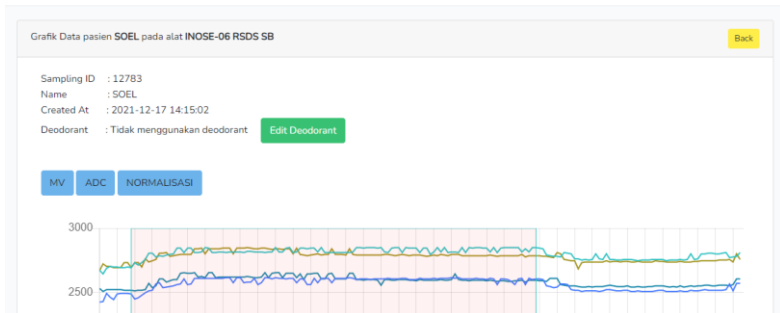 Grafik Data pasien SOEL pada alat INOSE-06 RSDS SB
Back
Sampling ID : 12783
Name : SOEL
Created At : 2021-12-17 14:15:02
Deodorant : Tidak menggunakan deodorant
Edit Deodorant
MV ADC NORMALISASI
3000
2500